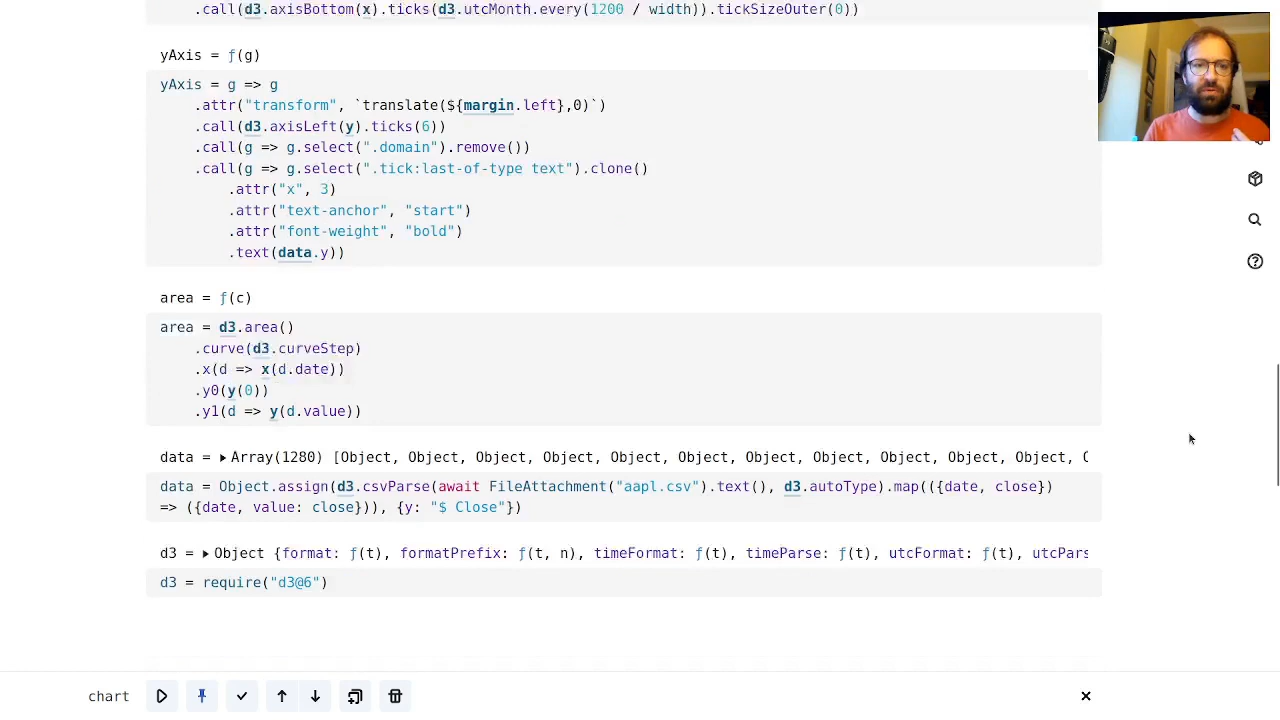 .call(d3.axisBottom(x).ticks(d3.utcMonth.every(1200 / width)).tickSizeOuter(0))
yAxis = ƒ(g)
yAxis = g => g
.attr("transform", `translate(${margin.left},0)`)
.call(d3.axisLeft(y).ticks(6))
.call(g => g.select(".domain").remove())
.call(g => g.select(".tick:last-of-type text").clone()
.attr("x", 3)
.attr("text-anchor", "start")
.attr("font-weight", "bold")
.text(data.y))
area = ƒ(c)
area = d3.area()
.curve(d3.curveStep)
.x(d => x(d.date))
.y0(y(0))
.y1(d => y(d.value))
data = ▸Array(1280) [Object, Object, Object, Object, Object, Object, Object, Object, Object, Object, Object, O
data = Object.assign(d3.csvParse(await FileAttachment("aapl.csv").text(), d3.autoType).map(({date, close})
=> ({date, value: close})), {y: "$ Close"})
d3 = ▸Object {format: ƒ(t), formatPrefix: ƒ(t, n), timeFormat: ƒ(t), timeParse: ƒ(t), utcFormat: ƒ(t), utcPars
d3 = require("d3@6")
chart